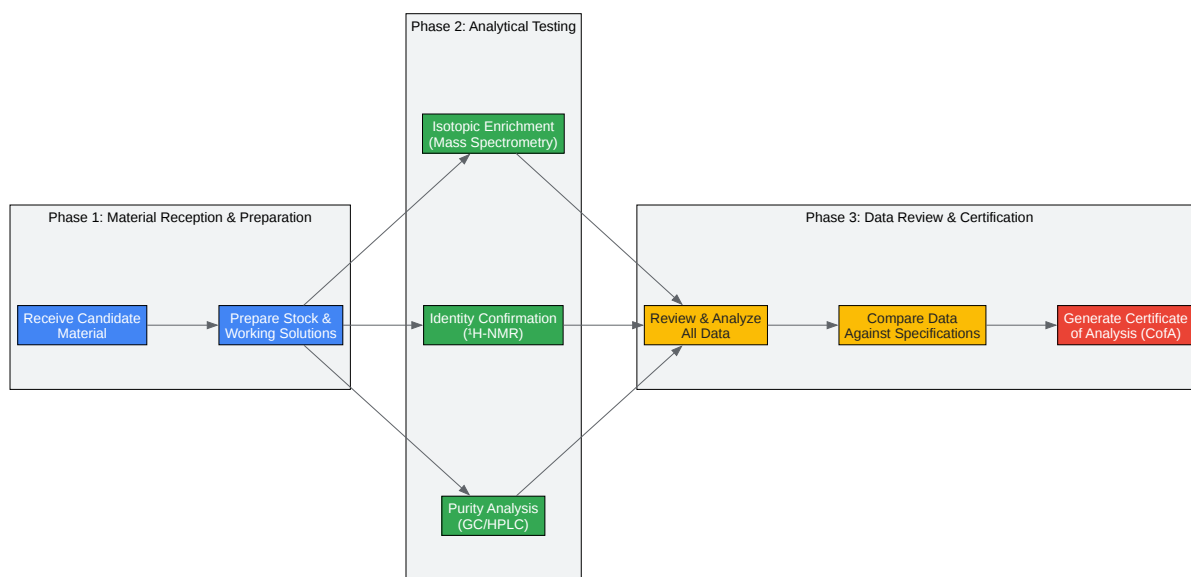 Phase 1: Material Reception & Preparation
Receive Candidate
Material
Prepare Stock &
Working Solutions
Phase 2: Analytical Testing
Isotopic Enrichment
(Mass Spectrometry)
Identity Confirmation
(¹H-NMR)
Purity Analysis
(GC/HPLC)
Phase 3: Data Review & Certification
Review & Analyze
All Data
Compare Data
Against Specifications
Generate Certificate
of Analysis (CofA)